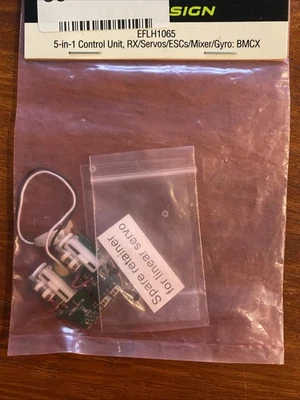 SIGN
EFLH1065
5-in-1 Control Unit, RX/Servos/ESCs/Mixer/Gyro: BMCX
Spare retainer
for linear servo